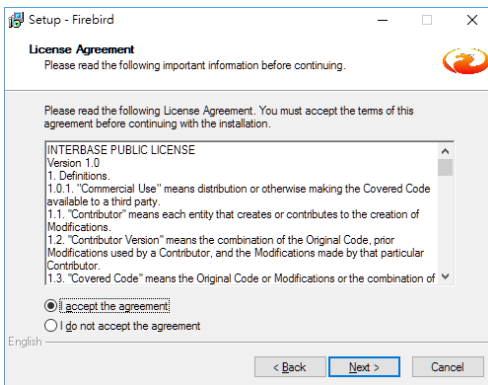 Setup - Firebird
License Agreement
Please read the following important information before continuing.
Please read the following License Agreement. You must accept the terms of this
agreement before continuing with the installation.
INTERBASE PUBLIC LICENSE
Version 1.0
1. Definitions.
1.0.1. "Commercial Use" means distribution or otherwise making the Covered Code
available to a third party.
1.1. "Contributor" means each entity that creates or contributes to the creation of
Modifications.
1.2. "Contributor Version" means the combination of the Original Code, prior
Modifications used by a Contributor, and the Modifications made by that particular
Contributor.
1.3. "Covered Code" means the Original Code or Modifications or the combination of
I accept the agreement
I do not accept the agreement
English
< Back
Next >
Cancel